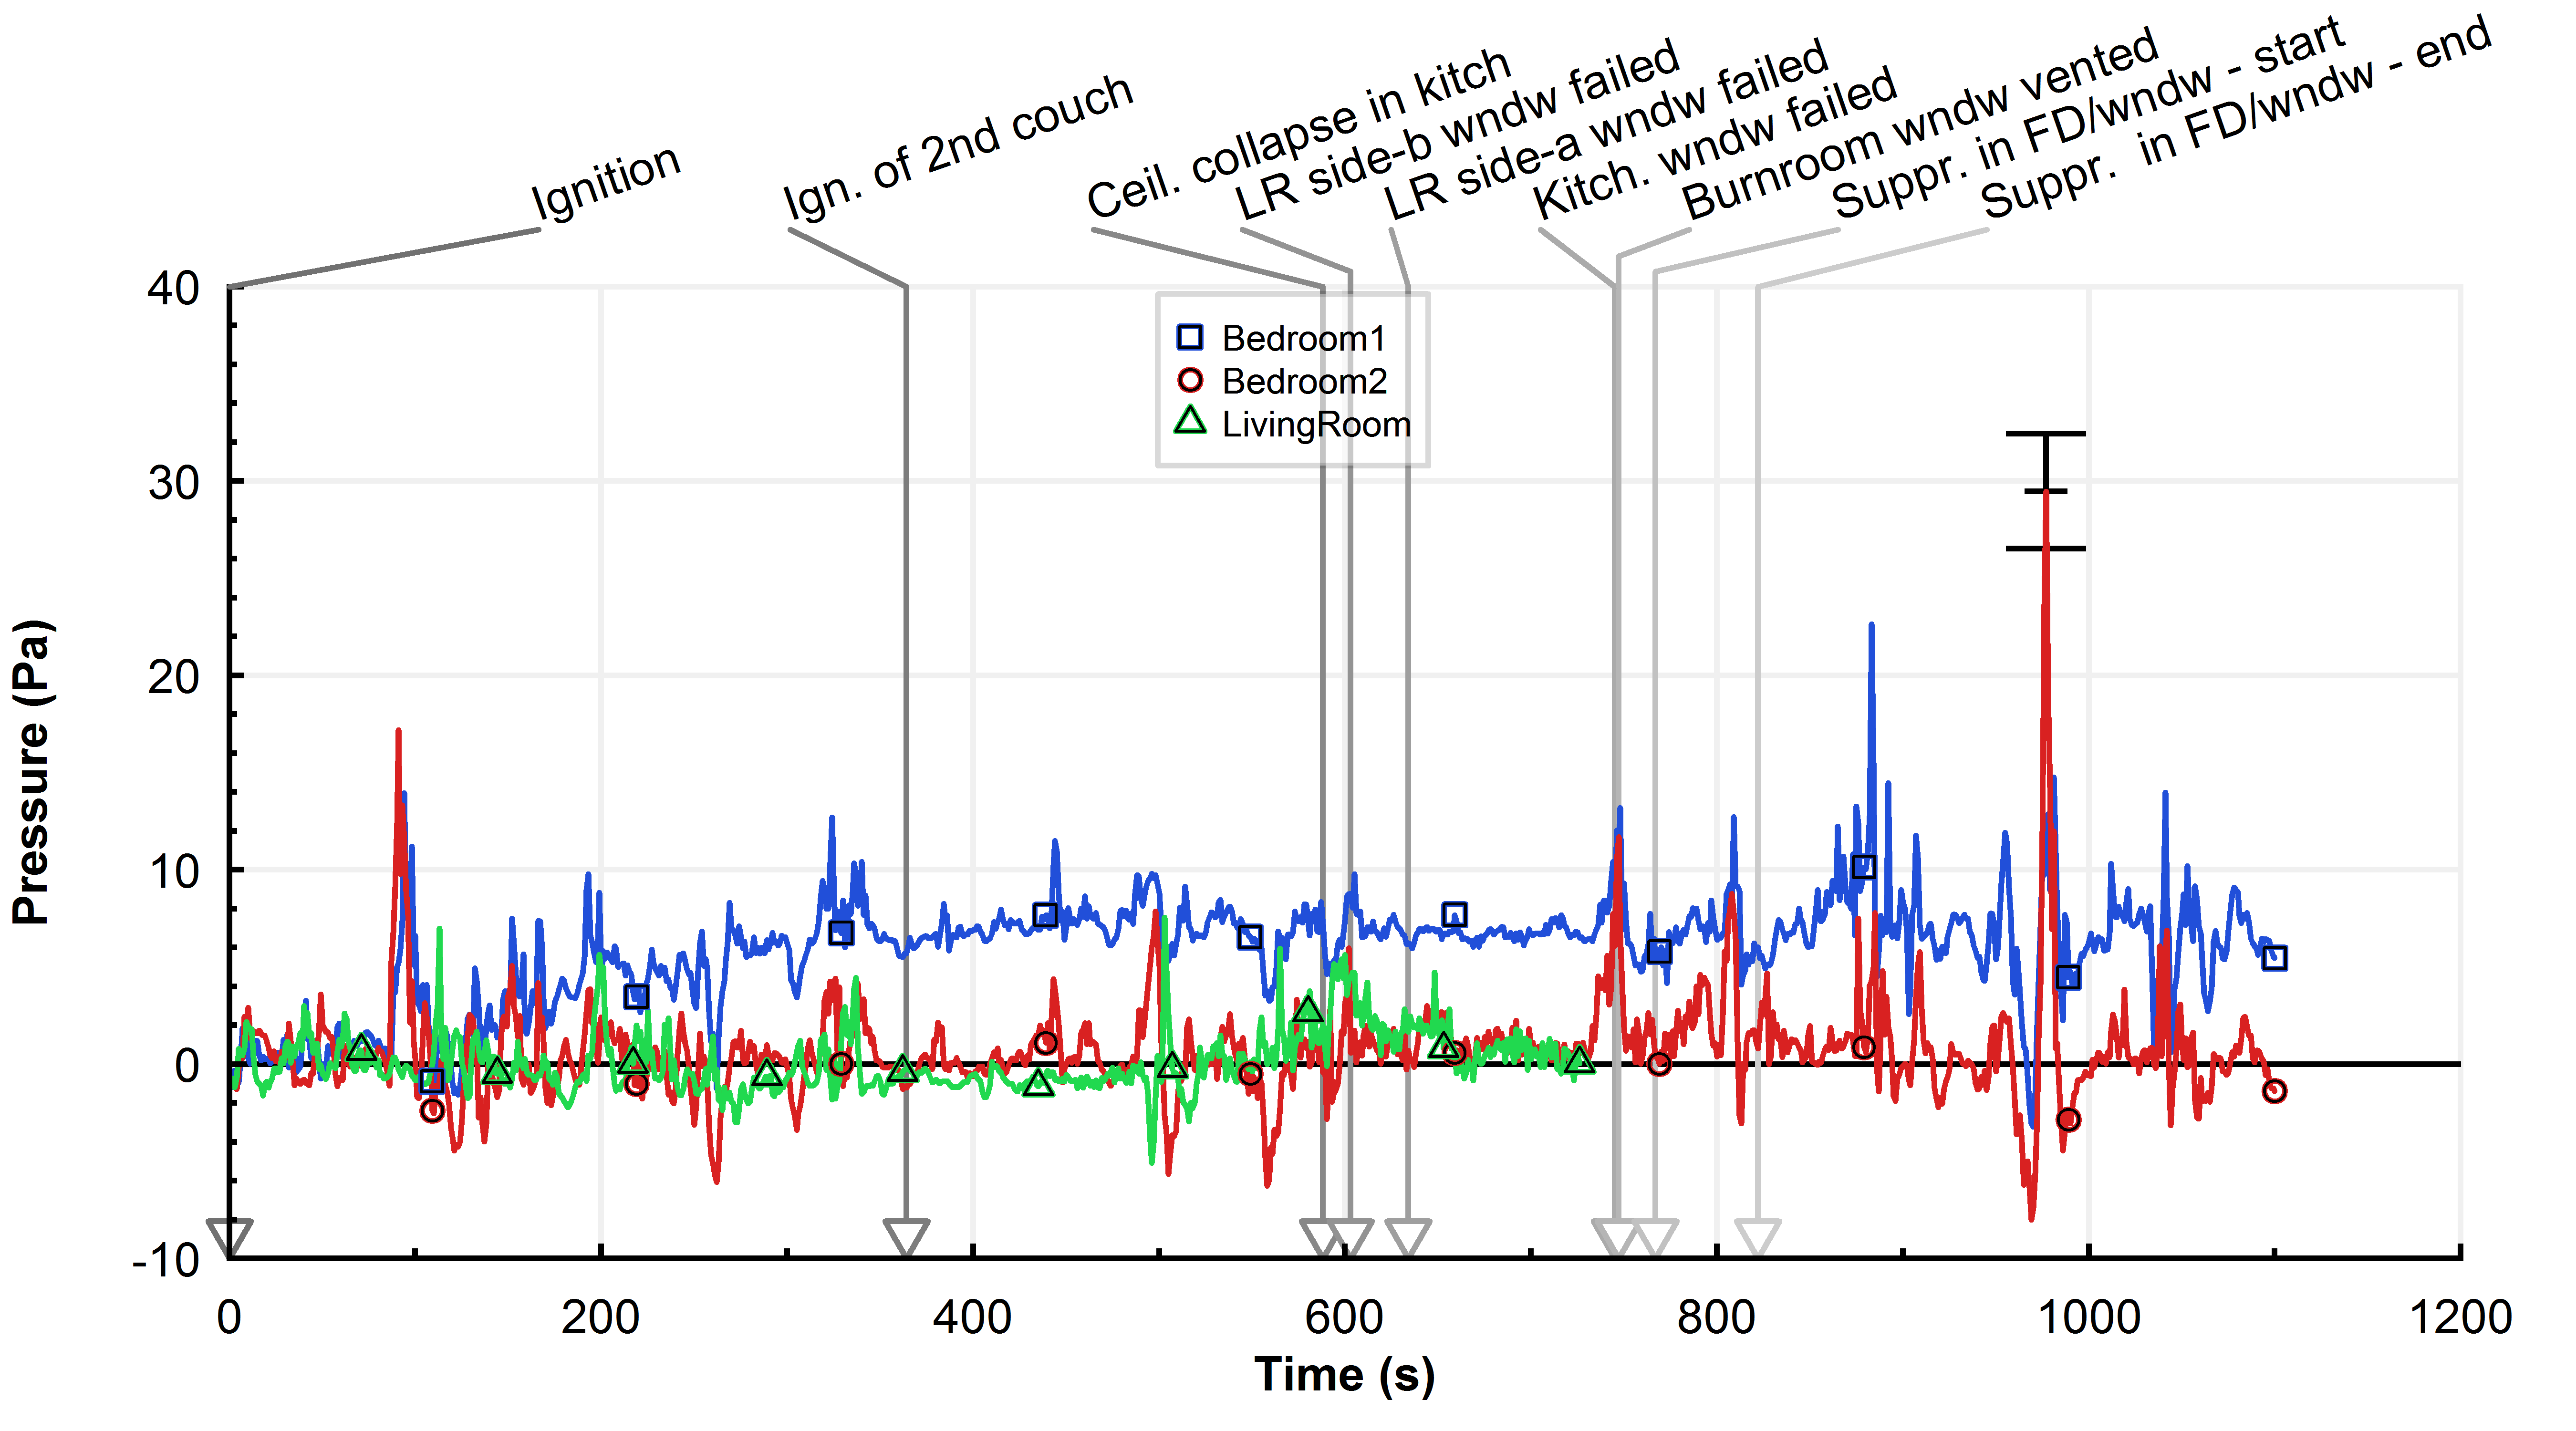 Ignition
Ign. of 2nd couch
Ceil. collapse in kitch
LR side-b wndw failed
LR side-a wndw failed
Kitch. wndw failed
Burnroom wndw vented
Suppr. in FD/wndw - start
Suppr.  in FD/wndw - end
Bedroom1
Bedroom2
LivingRoom
Pressure (Pa)
40
30
20
10
0
-10
0 200 400 600 800 1000 1200
Time (s)